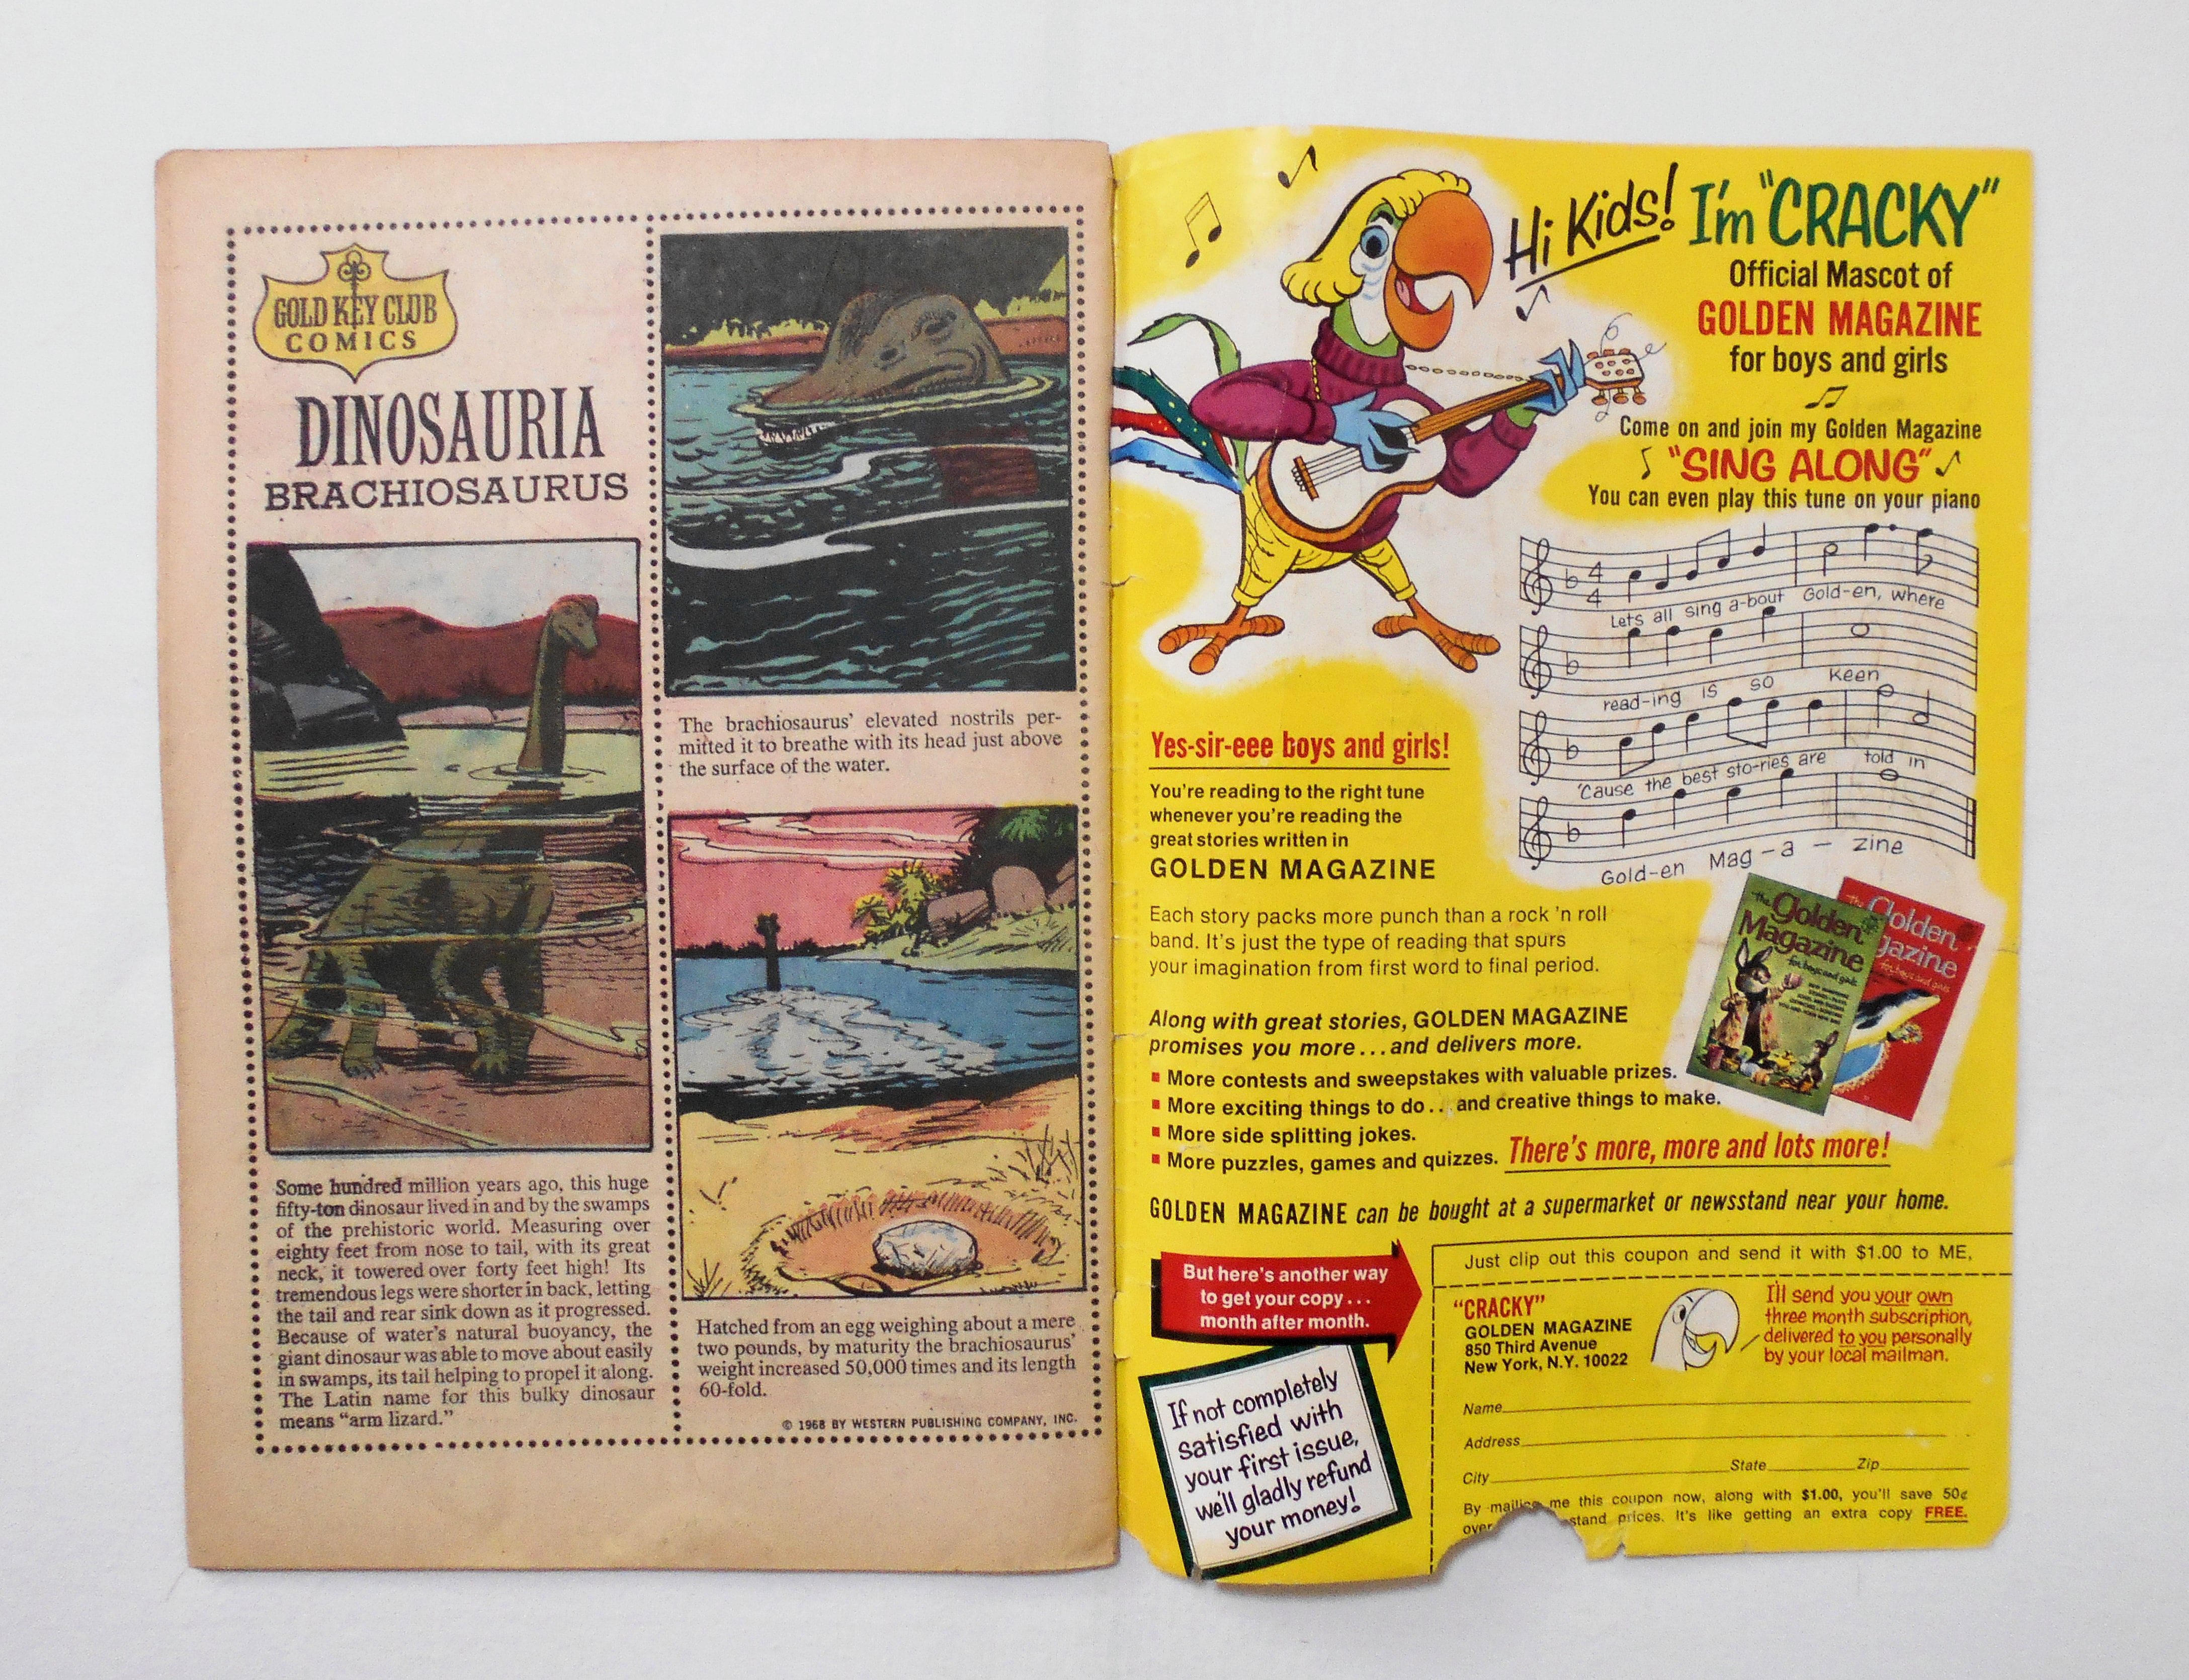 GOLD KEY CLUB
COMICS
DINOSAURIA
BRACHIOSAURUS
Some hundred million years ago, this huge
fifty-ton dinosaur lived in and by the swamps
of the prehistoric world. Measuring over
eighty feet from nose to tail, with its great
neck, it towered over forty feet high! Its
tremendous legs were shorter in back, letting
the tail and rear sink down as it progressed.
Because of water's natural buoyancy, the
giant dinosaur was able to move about easily
in swamps, its tail helping to propel it along.
The Latin name for this bulky dinosaur
means "arm lizard."
The brachiosaurus' elevated nostrils per-
mitted it to breathe with its head just above
the surface of the water.
Hatched from an egg weighing about a mere
two pounds, by maturity the brachiosaurus'
weight increased 50,000 times and its length
60-fold.
© 1968 BY WESTERN PUBLISHING COMPANY, INC.
Hi Kids! I'm "CRACKY"
Official Mascot of
GOLDEN MAGAZINE
for boys and girls
Come on and join my Golden Magazine
"SING ALONG"
You can even play this tune on your piano
4
4
Lets all sing a-bout Gold-en, where
read-ing is so Keen
'Cause the best sto-ries are told in
Gold-en Mag-a-zine
Yes-sir-eee boys and girls!
You're reading to the right tune
whenever you're reading the
great stories written in
GOLDEN MAGAZINE
Each story packs more punch than a rock 'n roll
band. It's just the type of reading that spurs
your imagination from first word to final period.
Along with great stories, GOLDEN MAGAZINE
promises you more...and delivers more.
▪ More contests and sweepstakes with valuable prizes.
▪ More exciting things to do... and creative things to make.
▪ More side splitting jokes.
▪ More puzzles, games and quizzes. There's more, more and lots more!
the Golden
Magazine
for boys and girls
the Golden
gazine
for boys and girls
GOLDEN MAGAZINE can be bought at a supermarket or newsstand near your home.
But here's another way
to get your copy...
month after month.
If not completely
satisfied with
your first issue,
we'll gladly refund
your money!
Just clip out this coupon and send it with $1.00 to ME,
"CRACKY"
GOLDEN MAGAZINE
850 Third Avenue
New York, N.Y. 10022
I'll send you your own
three month subscription,
delivered to you personally
by your local mailman.
Name
Address
City State Zip
By mailing me this coupon now, along with $1.00, you'll save 50¢
over stand prices. It's like getting an extra copy FREE.